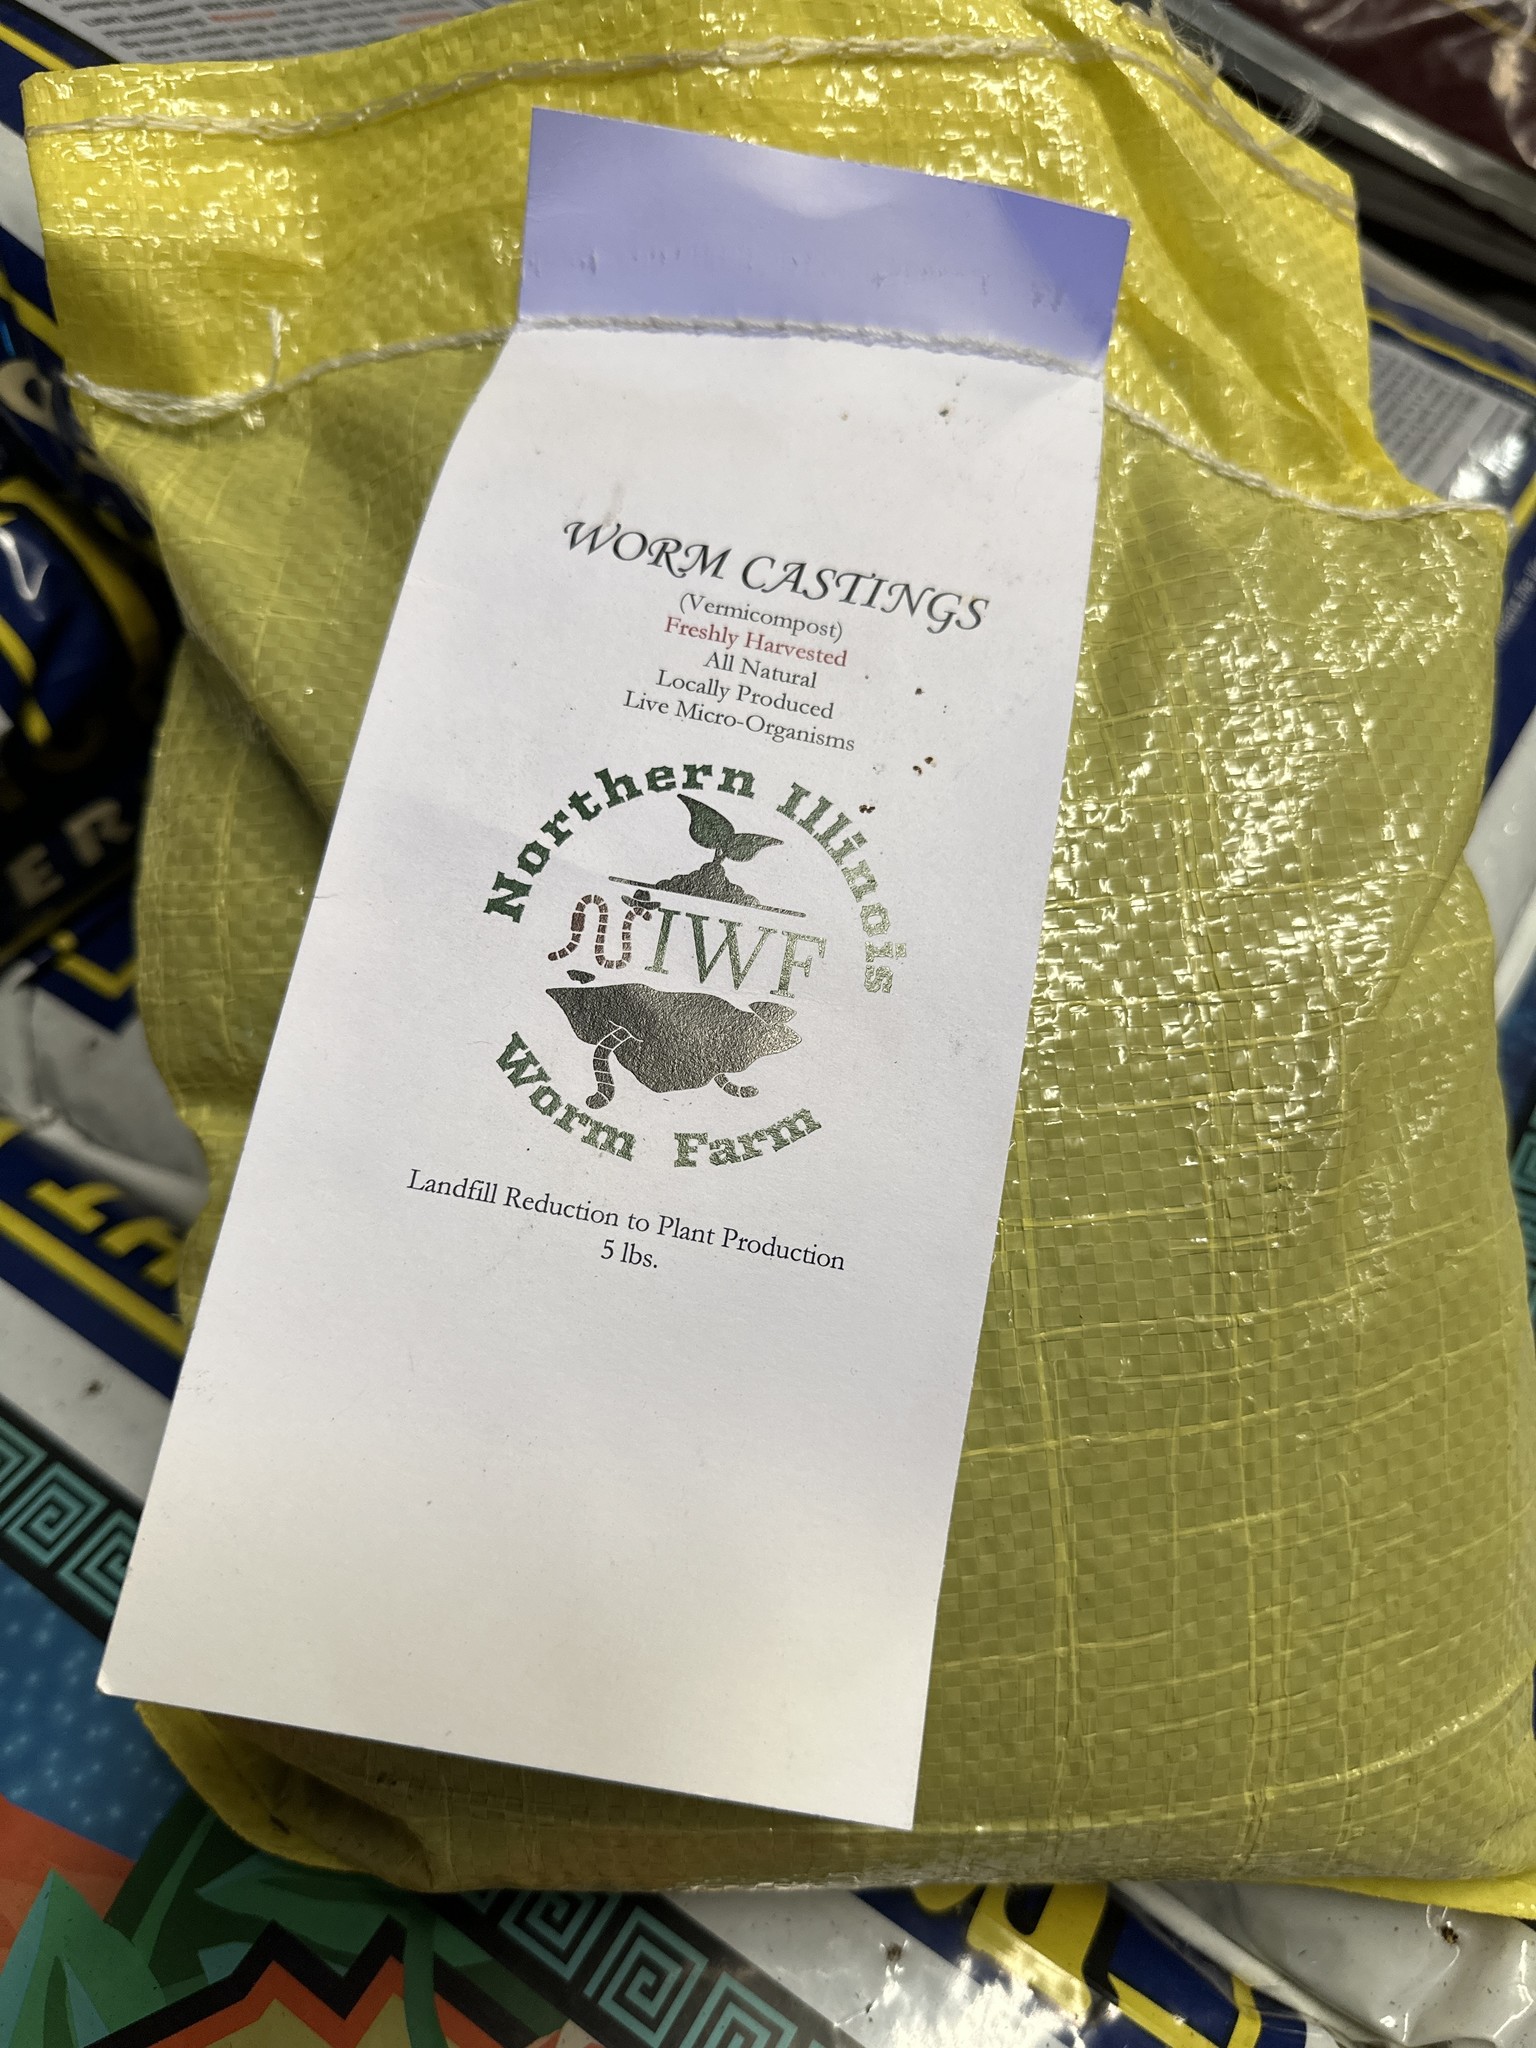 WORM CASTINGS
(Vermicompost)
Freshly Harvested
All Natural
Locally Produced
Live Micro-Organisms
Northern Illinois
IWF
Worm Farm
Landfill Reduction to Plant Production
5 lbs.